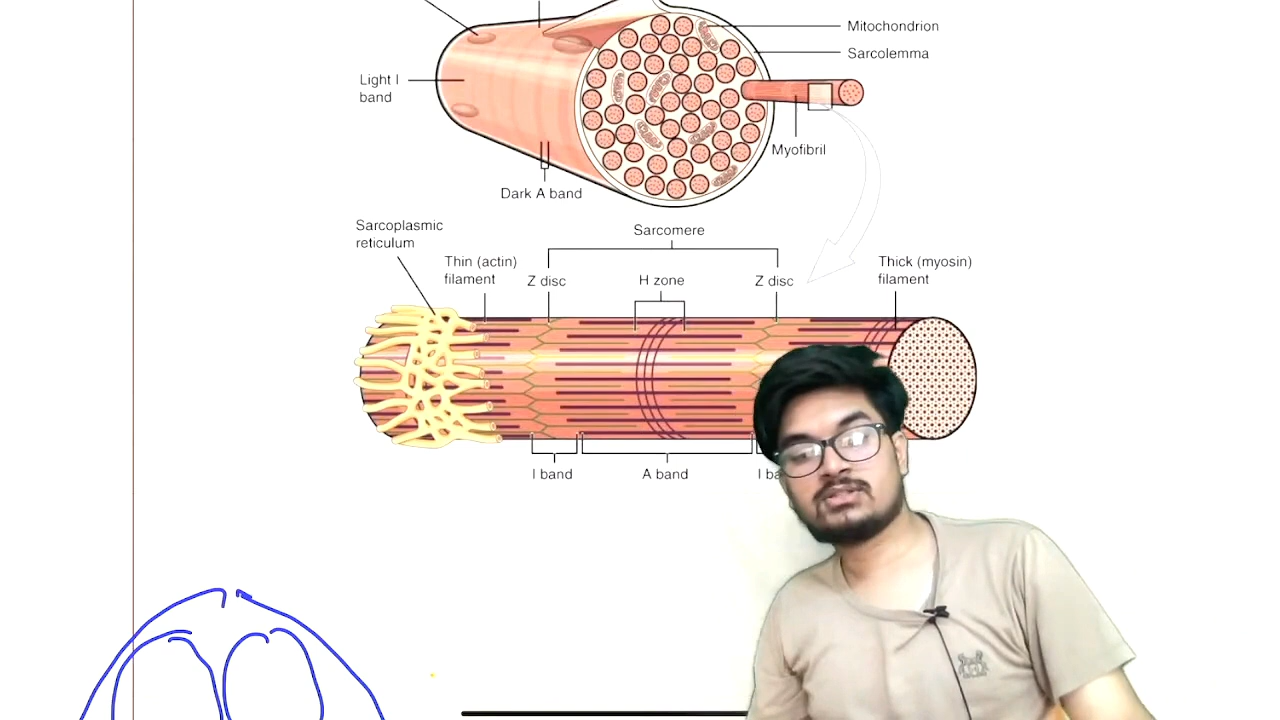 Mitochondrion
Sarcolemma
Light I
band
Myofibril
Dark A band
Sarcoplasmic
reticulum
Sarcomere
Thin (actin)
filament
Z disc
H zone
Z disc
Thick (myosin)
filament
I band
A band
I ba